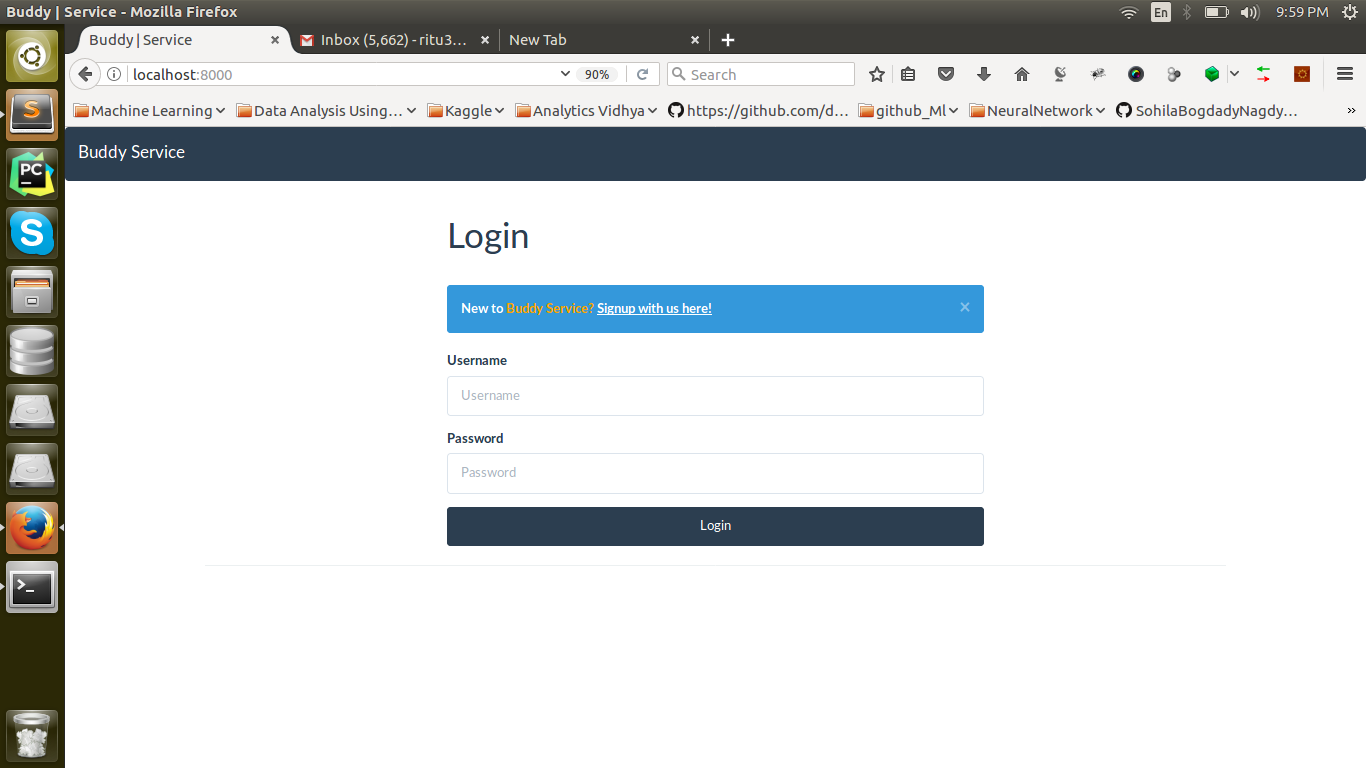 Buddy | Service - Mozilla Firefox
En
9:59 PM
Buddy | Service
Inbox (5,662) - ritu3…
New Tab
localhost:8000
90%
Search
Machine Learning
Data Analysis Using…
Kaggle
Analytics Vidhya
https://github.com/d…
github_Ml
NeuralNetwork
SohilaBogdadyNagdy…
Buddy Service
Login
New to Buddy Service? Signup with us here!
Username
Username
Password
Password
Login
S
PC
S